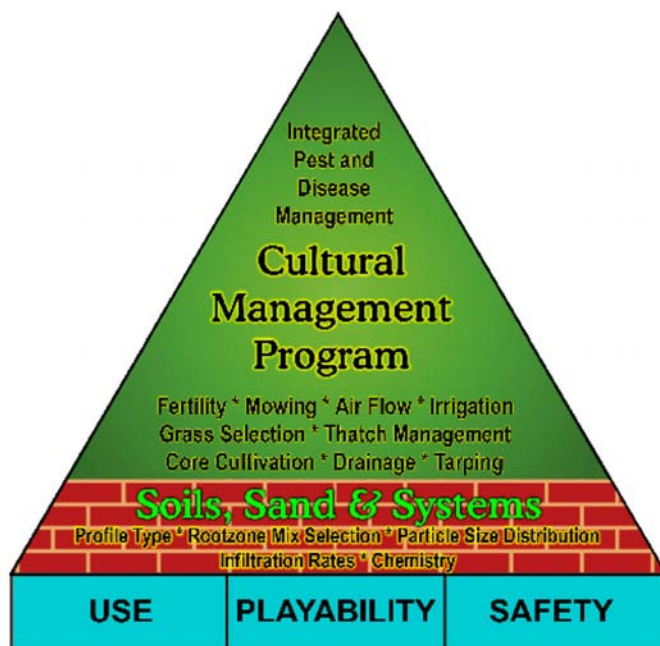 Integrated
Pest and
Disease
Management
Cultural
Management
Program
Fertility * Mowing * Air Flow * Irrigation
Grass Selection * Thatch Management
Core Cultivation * Drainage * Tarping
Soils, Sand & Systems
Profile Type * Rootzone Mix Selection * Particle Size Distribution
Infiltration Rates * Chemistry
USE PLAYABILITY SAFETY